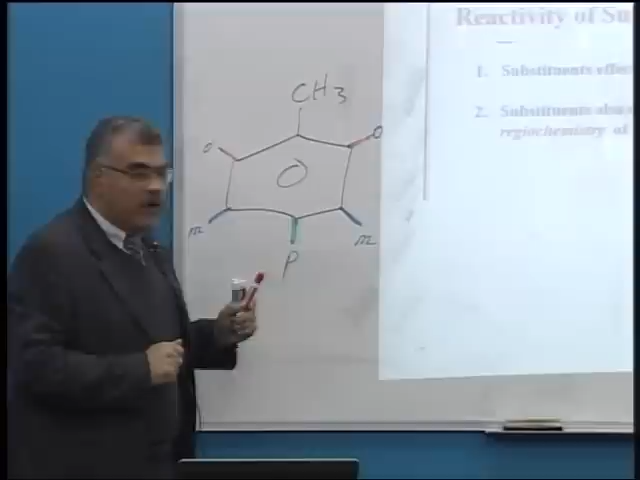 Reactivity of Su
1. Substituents effe
2. Substituents also
regiochemistry of
CH3
o
o
m
m
P